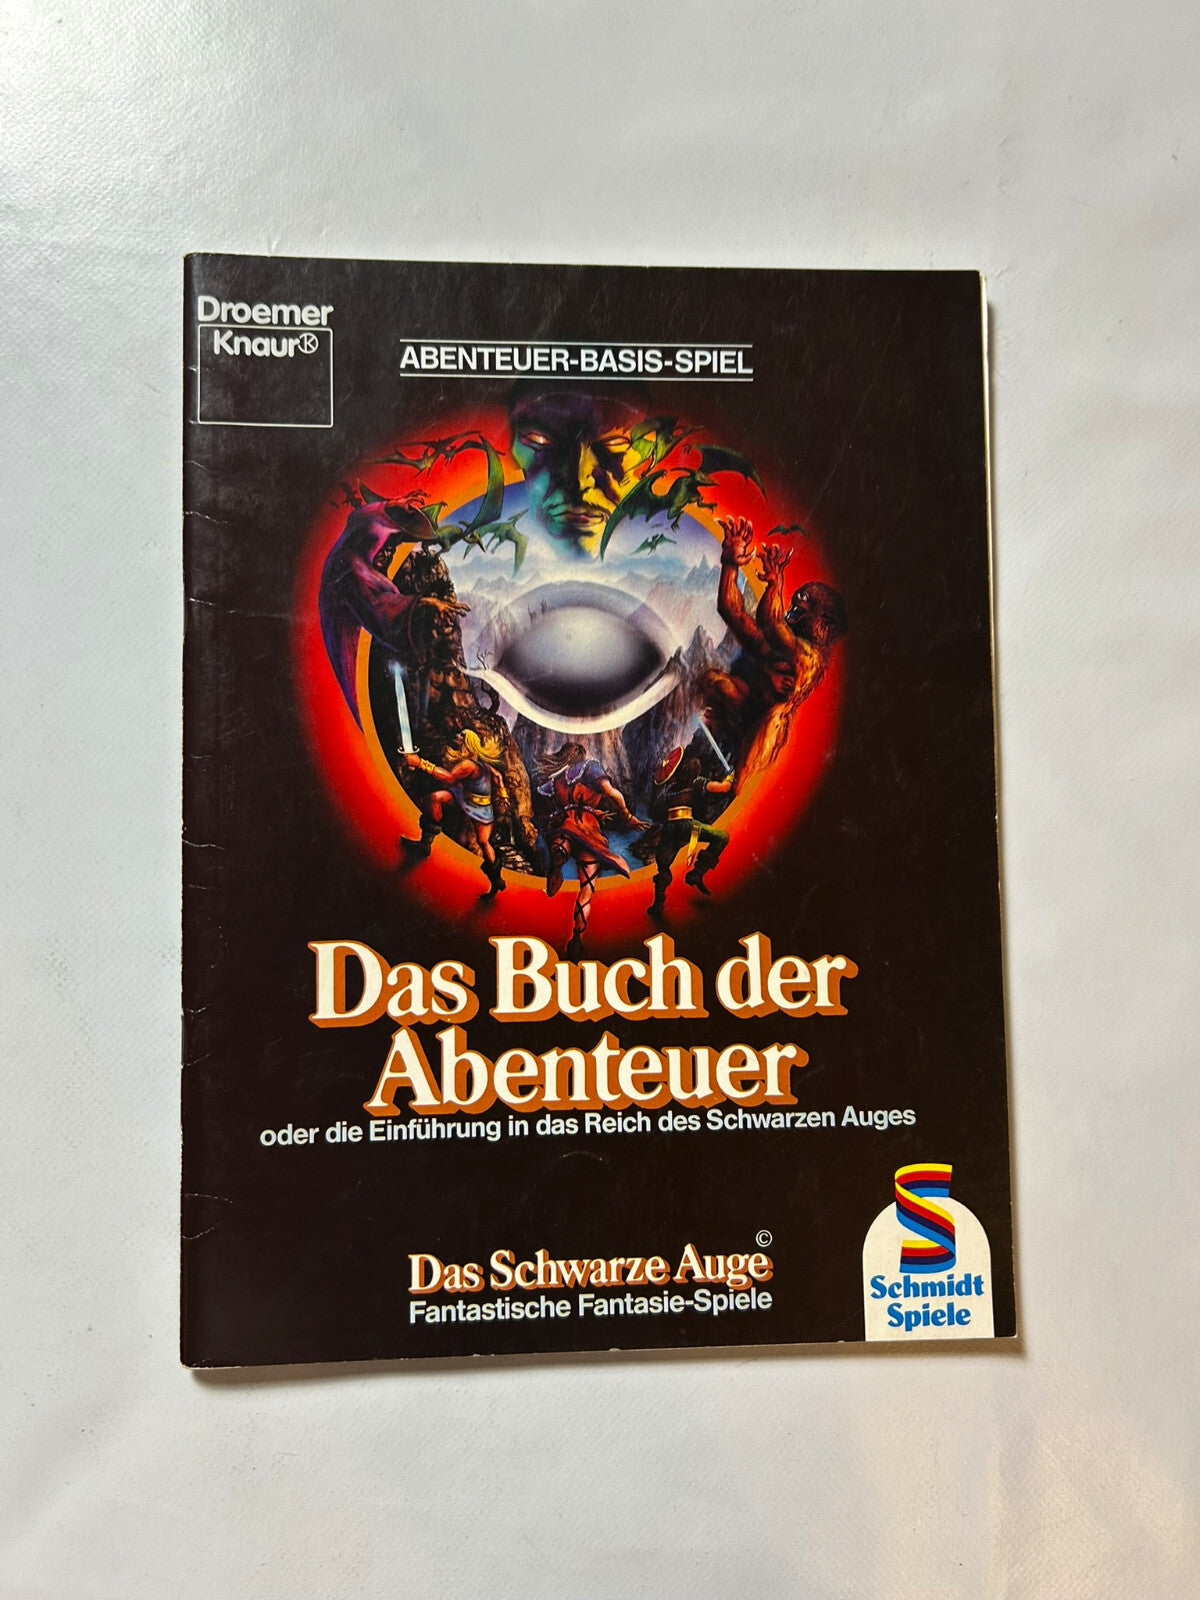 Droemer
Knaur®
ABENTEUER-BASIS-SPIEL
Das Buch der
Abenteuer
oder die Einführung in das Reich des Schwarzen Auges
Das Schwarze Auge©
Fantastische Fantasie-Spiele
Schmidt
Spiele